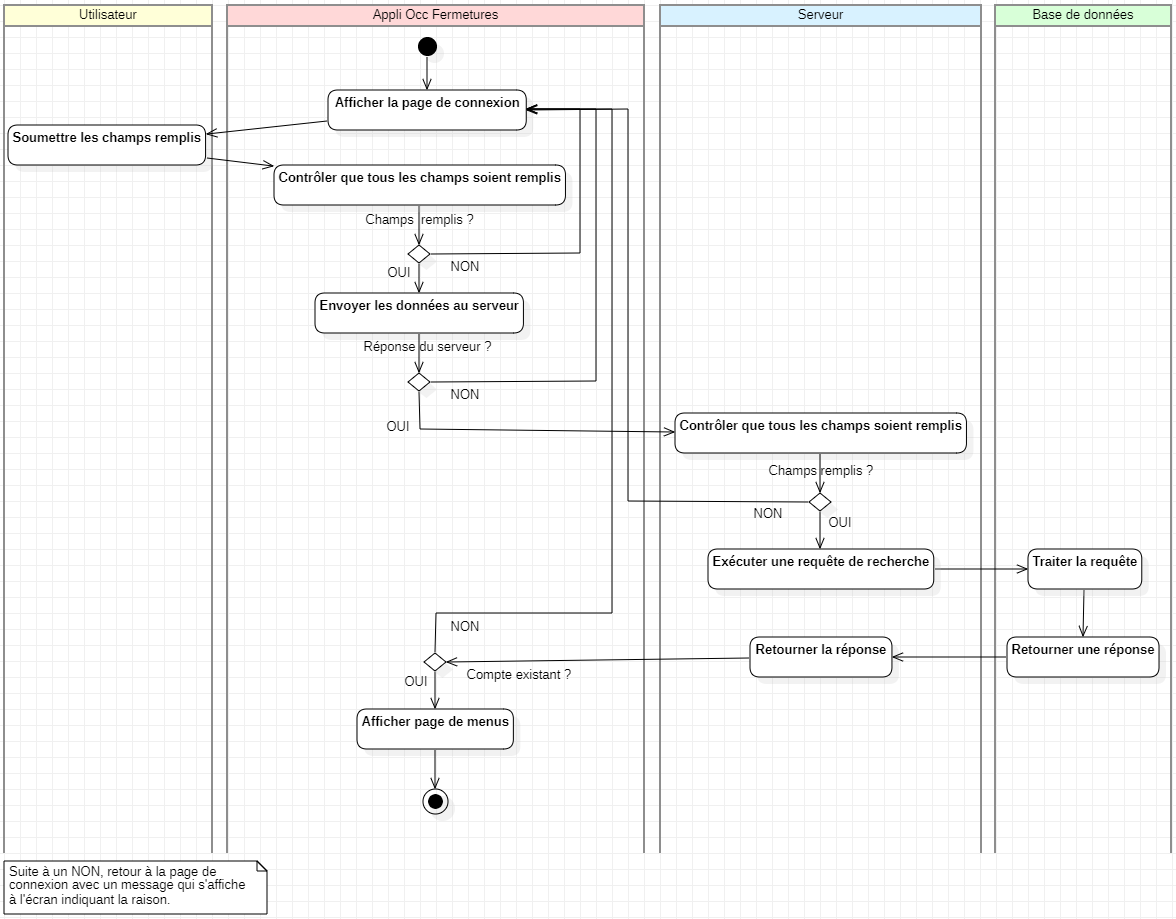 Utilisateur
Appli Occ Fermetures
Serveur
Base de données
Afficher la page de connexion
Soumettre les champs remplis
Contrôler que tous les champs soient remplis
Champs remplis ?
OUI
NON
Envoyer les données au serveur
Réponse du serveur ?
NON
OUI
Contrôler que tous les champs soient remplis
Champs remplis ?
NON
OUI
Exécuter une requête de recherche
Traiter la requête
NON
Retourner la réponse
Retourner une réponse
Compte existant ?
OUI
Afficher page de menus
Suite à un NON, retour à la page de
connexion avec un message qui s'affiche
à l'écran indiquant la raison.